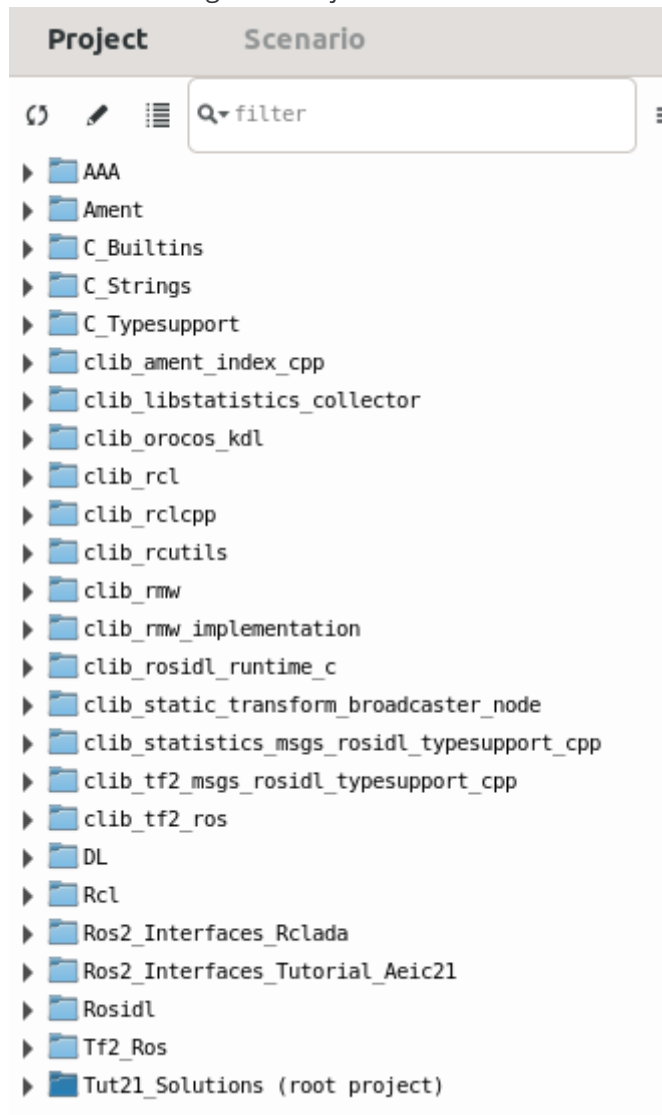 Project Scenario
filter
AAA
Ament
C_Builtins
C_Strings
C_Typesupport
clib_ament_index_cpp
clib_libstatistics_collector
clib_orocos_kdl
clib_rcl
clib_rclcpp
clib_rcutils
clib_rmw
clib_rmw_implementation
clib_rosidl_runtime_c
clib_static_transform_broadcaster_node
clib_statistics_msgs_rosidl_typesupport_cpp
clib_tf2_msgs_rosidl_typesupport_cpp
clib_tf2_ros
DL
Rcl
Ros2_Interfaces_Rclada
Ros2_Interfaces_Tutorial_Aeic21
Rosidl
Tf2_Ros
Tut21_Solutions (root project)